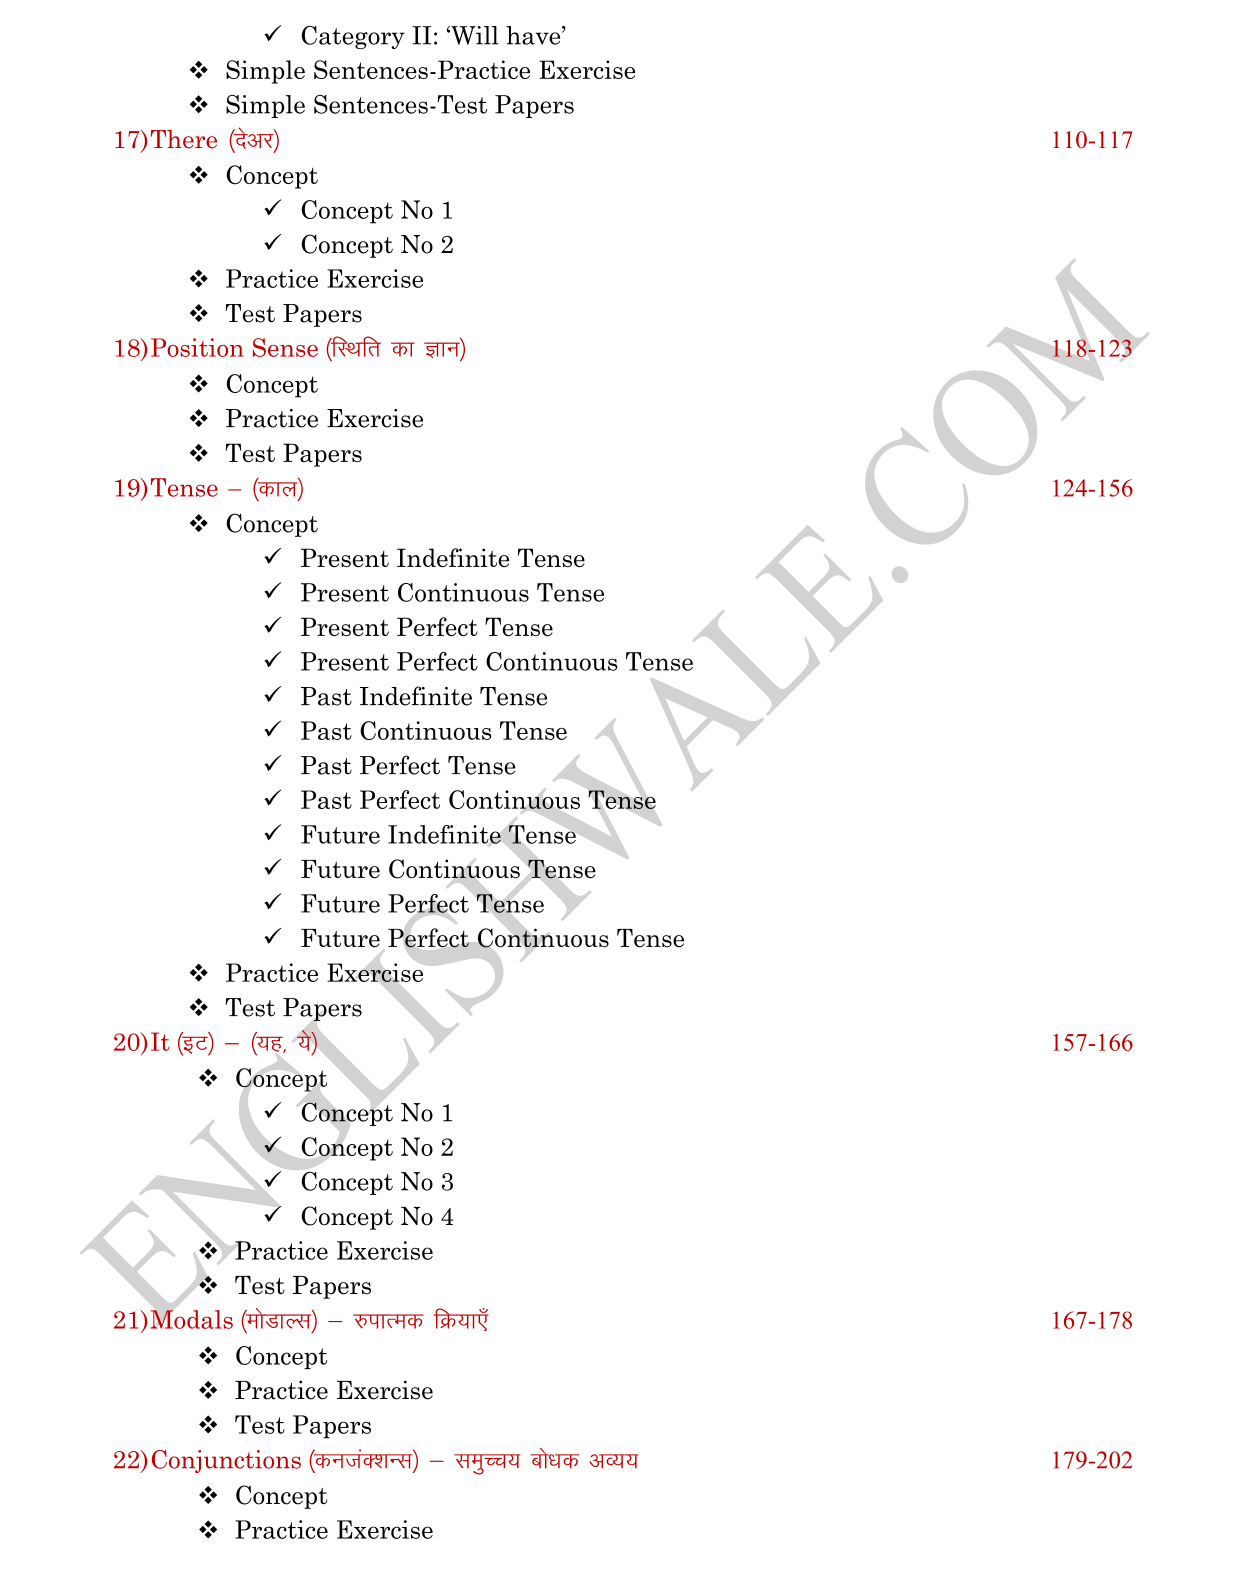 ✓ Category II: ‘Will have’
❖ Simple Sentences-Practice Exercise
❖ Simple Sentences-Test Papers
17)There (देअर) 110-117
❖ Concept
✓ Concept No 1
✓ Concept No 2
❖ Practice Exercise
❖ Test Papers
18)Position Sense (स्थिति का ज्ञान) 118-123
❖ Concept
❖ Practice Exercise
❖ Test Papers
19)Tense – (काल) 124-156
❖ Concept
✓ Present Indefinite Tense
✓ Present Continuous Tense
✓ Present Perfect Tense
✓ Present Perfect Continuous Tense
✓ Past Indefinite Tense
✓ Past Continuous Tense
✓ Past Perfect Tense
✓ Past Perfect Continuous Tense
✓ Future Indefinite Tense
✓ Future Continuous Tense
✓ Future Perfect Tense
✓ Future Perfect Continuous Tense
❖ Practice Exercise
❖ Test Papers
20)It (इट) – (यह, ये) 157-166
❖ Concept
✓ Concept No 1
✓ Concept No 2
✓ Concept No 3
✓ Concept No 4
❖ Practice Exercise
❖ Test Papers
21)Modals (मोडाल्स) – रुपात्मक क्रियाएँ 167-178
❖ Concept
❖ Practice Exercise
❖ Test Papers
22)Conjunctions (कनजंक्शन्स) – समुच्चय बोधक अव्यय 179-202
❖ Concept
❖ Practice Exercise
ENGLISHWALE.COM